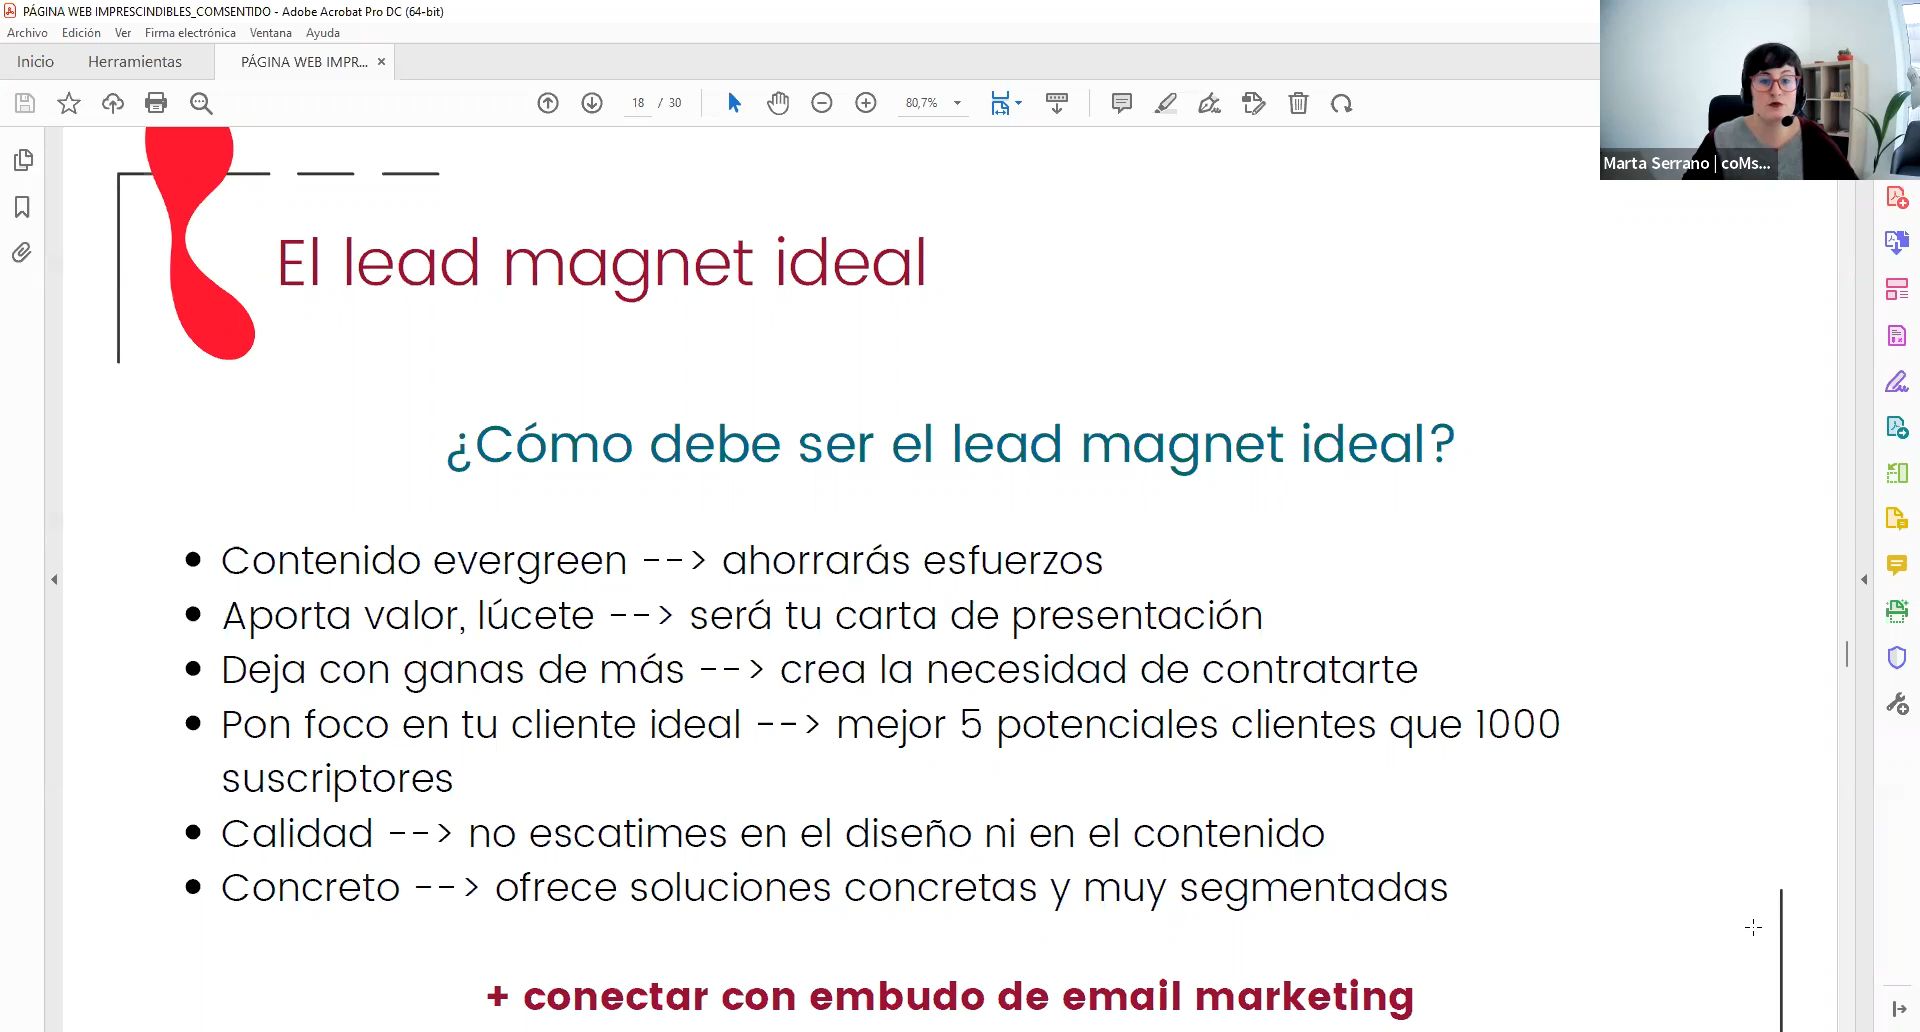 PÁGINA WEB IMPRESCINDIBLES_COMSENTIDO - Adobe Acrobat Pro DC (64-bit)
Archivo Edición Ver Firma electrónica Ventana Ayuda
Inicio Herramientas PÁGINA WEB IMPR... ×
18 / 30 80,7%
Marta Serrano | coMs...
El lead magnet ideal
¿Cómo debe ser el lead magnet ideal?
• Contenido evergreen --> ahorrarás esfuerzos
• Aporta valor, lúcete --> será tu carta de presentación
• Deja con ganas de más --> crea la necesidad de contratarte
• Pon foco en tu cliente ideal --> mejor 5 potenciales clientes que 1000
suscriptores
• Calidad --> no escatimes en el diseño ni en el contenido
• Concreto --> ofrece soluciones concretas y muy segmentadas
+ conectar con embudo de email marketing